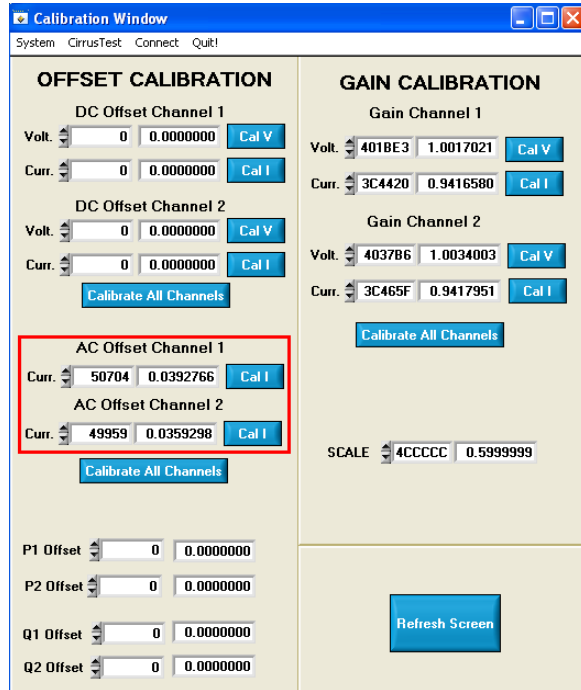 Calibration Window
System CirrusTest Connect Quit!
OFFSET CALIBRATION
DC Offset Channel 1
Volt. 0 0.0000000 Cal V
Curr. 0 0.0000000 Cal I
DC Offset Channel 2
Volt. 0 0.0000000 Cal V
Curr. 0 0.0000000 Cal I
Calibrate All Channels
AC Offset Channel 1
Curr. 50704 0.0392766 Cal I
AC Offset Channel 2
Curr. 49959 0.0359298 Cal I
Calibrate All Channels
P1 Offset 0 0.0000000
P2 Offset 0 0.0000000
Q1 Offset 0 0.0000000
Q2 Offset 0 0.0000000
GAIN CALIBRATION
Gain Channel 1
Volt. 401BE3 1.0017021 Cal V
Curr. 3C4420 0.9416580 Cal I
Gain Channel 2
Volt. 4037B6 1.0034003 Cal V
Curr. 3C465F 0.9417951 Cal I
Calibrate All Channels
SCALE 4CCCCC 0.5999999
Refresh Screen